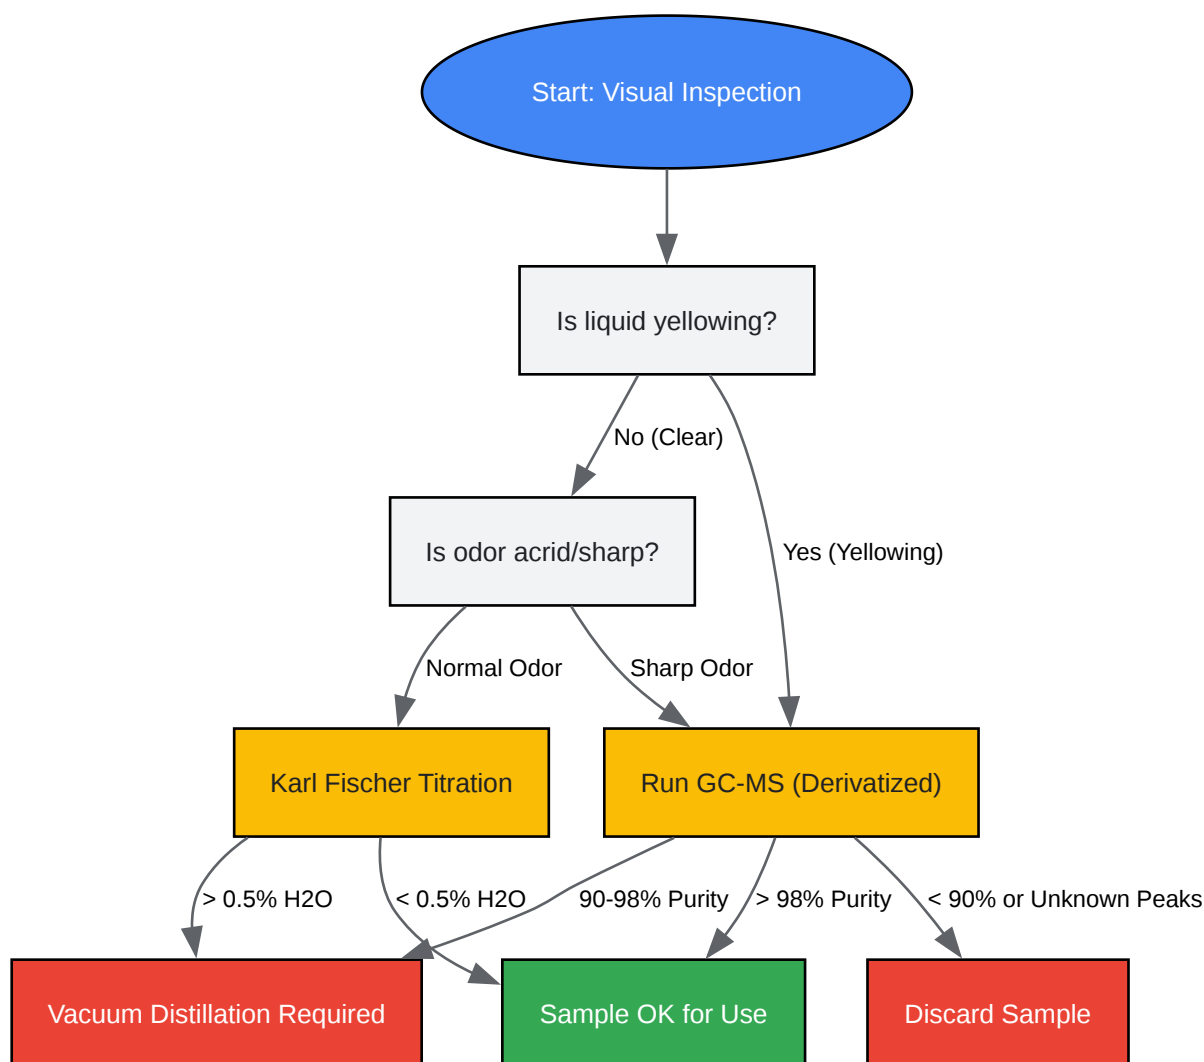 Start: Visual Inspection
Is liquid yellowing?
No (Clear)
Is odor acrid/sharp?
Yes (Yellowing)
Normal Odor
Sharp Odor
Karl Fischer Titration
Run GC-MS (Derivatized)
> 0.5% H2O
< 0.5% H2O
90-98% Purity
> 98% Purity
< 90% or Unknown Peaks
Vacuum Distillation Required
Sample OK for Use
Discard Sample